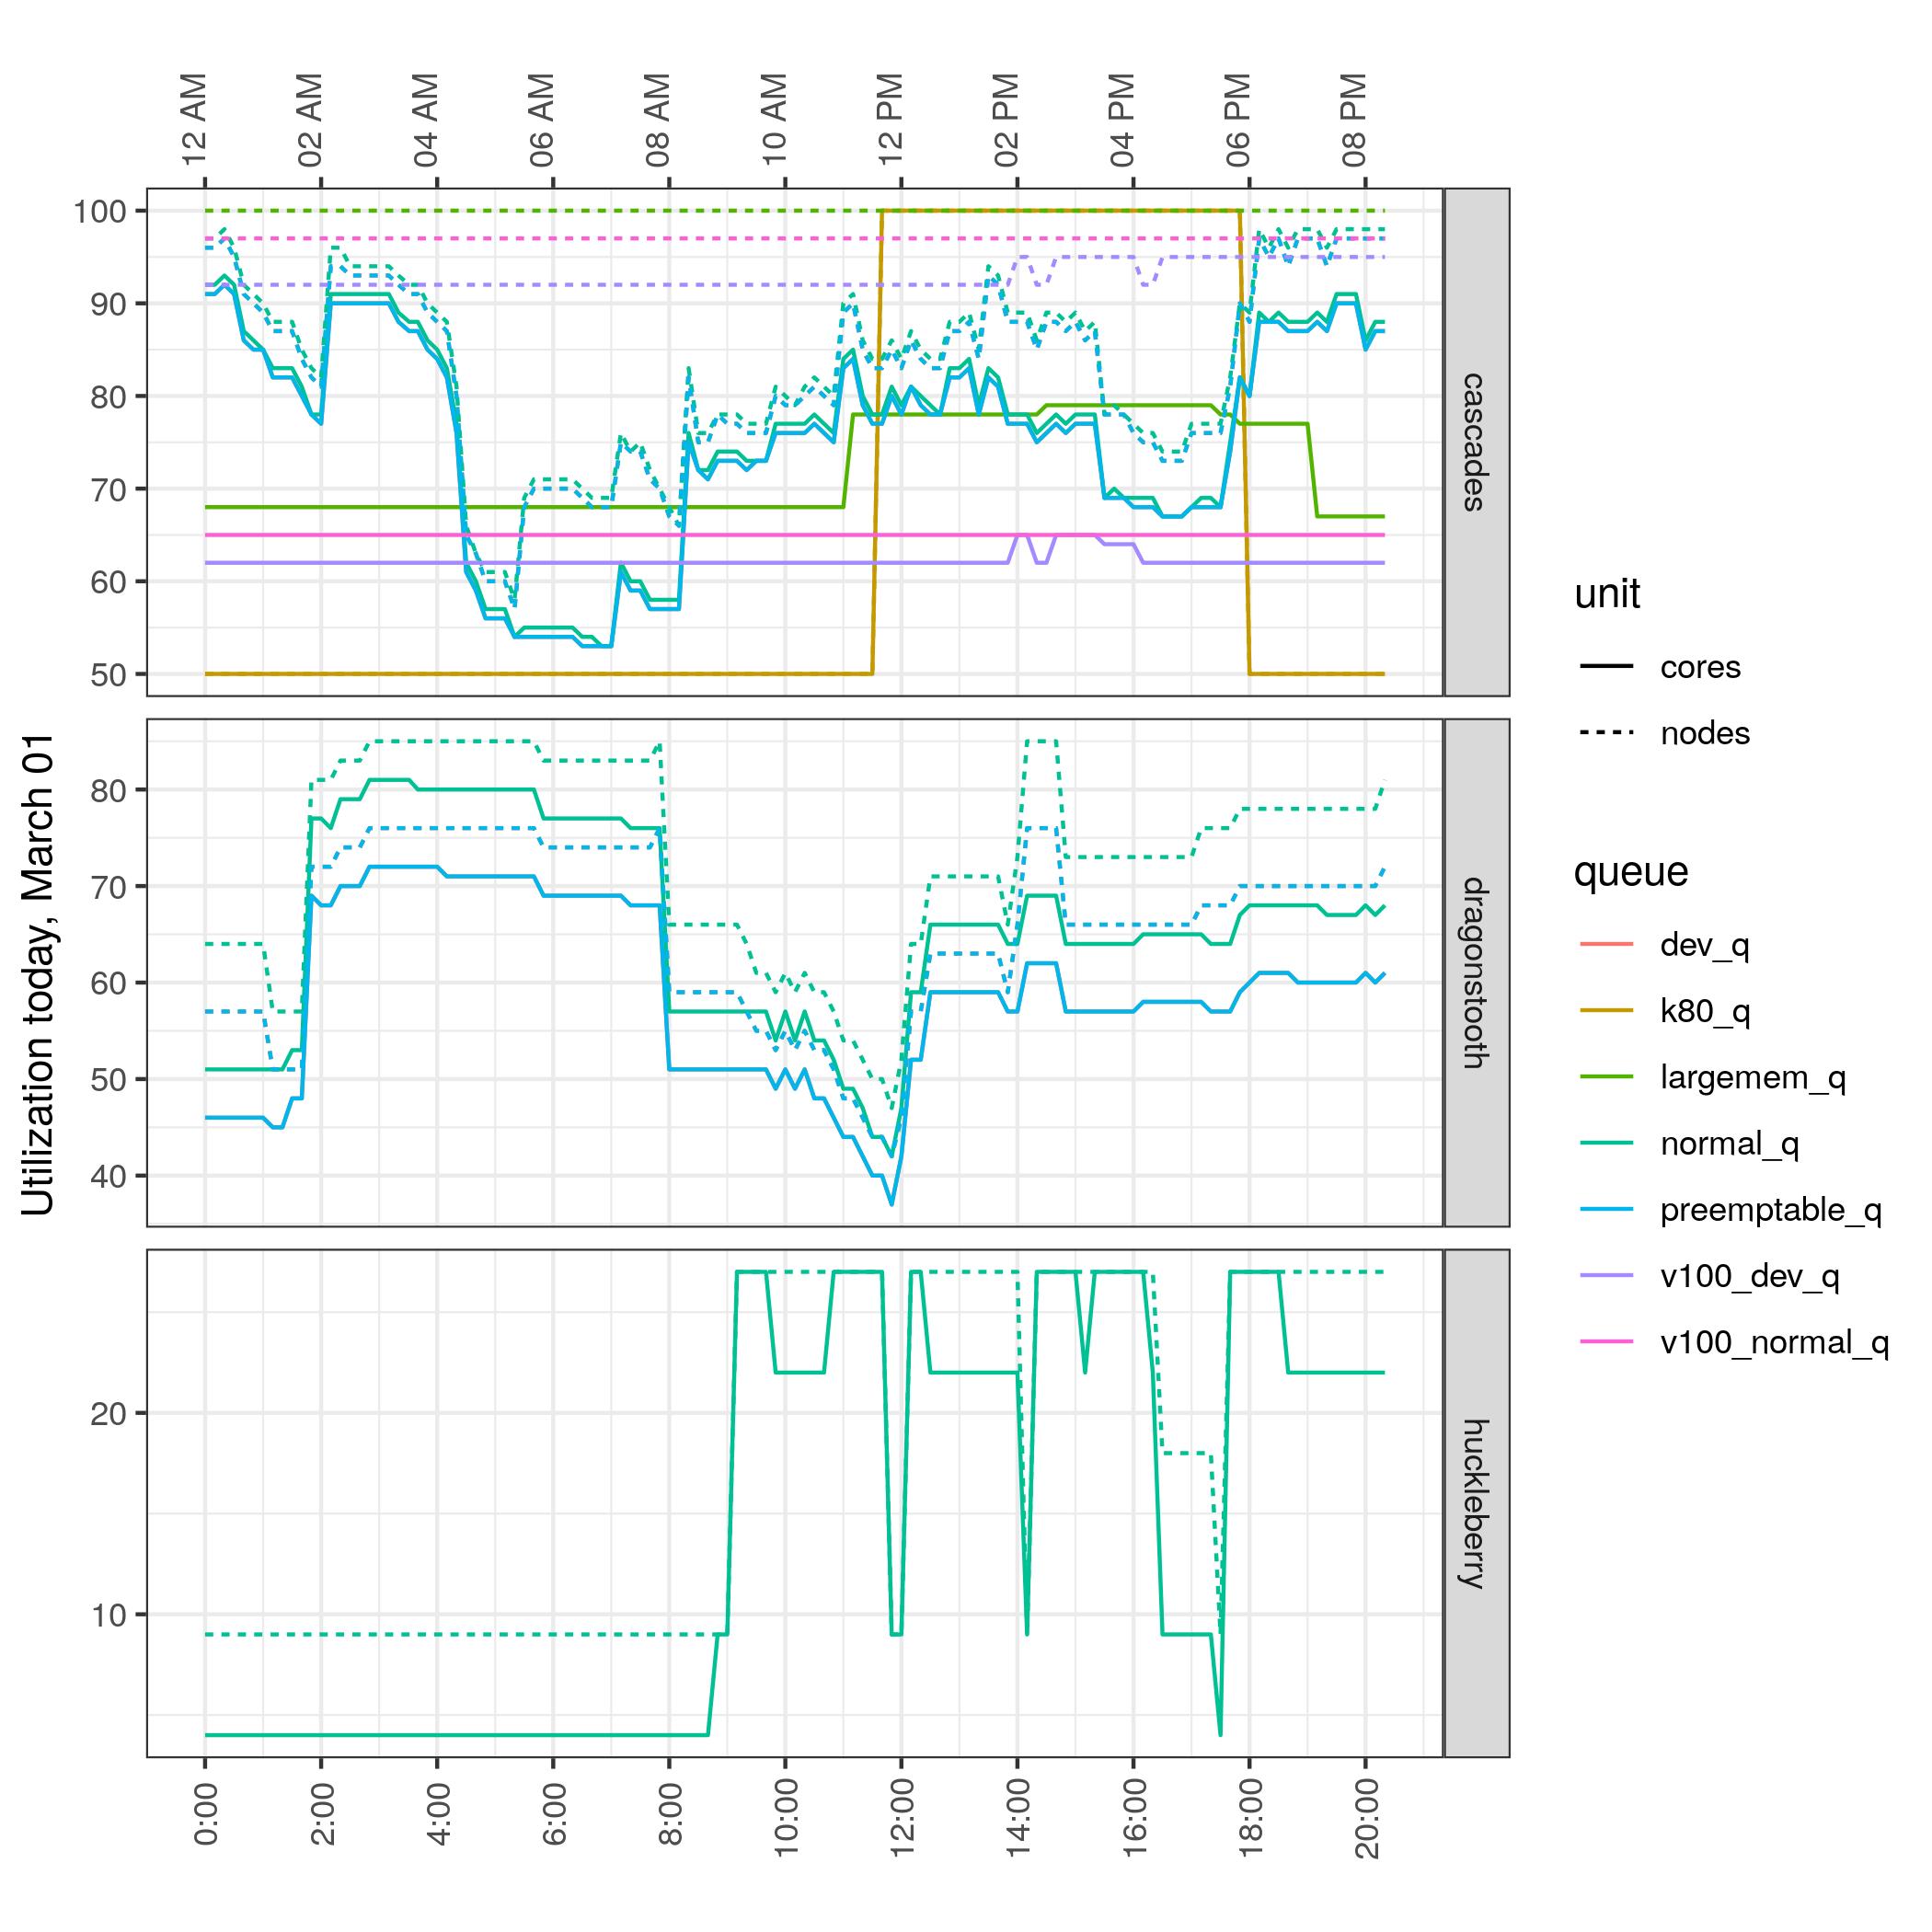 12 AM
02 AM
04 AM
06 AM
08 AM
10 AM
12 PM
02 PM
04 PM
06 PM
08 PM
Utilization today, March 01
100
90
80
70
60
50
cascades
80
70
60
50
40
dragonstooth
20
10
huckleberry
0:00
2:00
4:00
6:00
8:00
10:00
12:00
14:00
16:00
18:00
20:00
unit
cores
nodes
queue
dev_q
k80_q
largemem_q
normal_q
preemptable_q
v100_dev_q
v100_normal_q